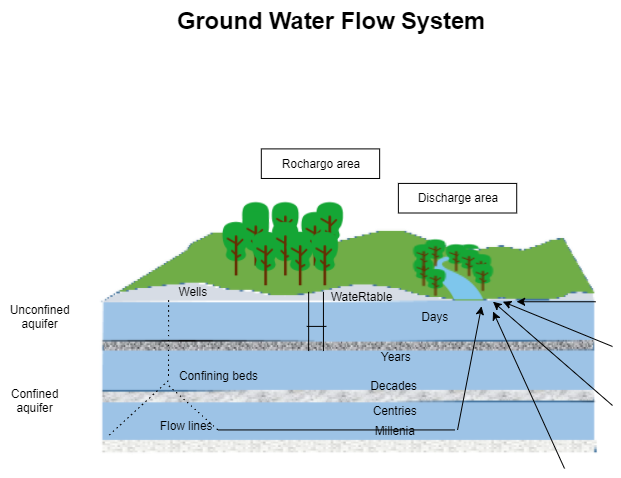 Ground Water Flow System
Rochargo area
Discharge area
Wells
WateRtable
Unconfined
aquifer
Days
Years
Confining beds
Decades
Confined
aquifer
Centries
Flow lines
Millenia